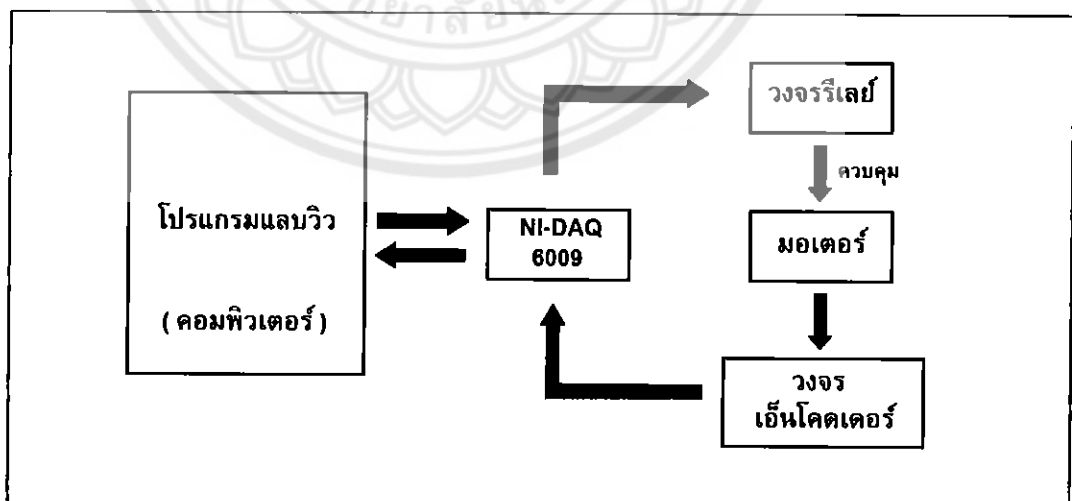 วงจรรีเลย์
ควบคุม
โปรแกรมแลบวิว
(คอมพิวเตอร์)
NI-DAQ
6009
มอเตอร์
วงจร
เอ็นโคดเดอร์